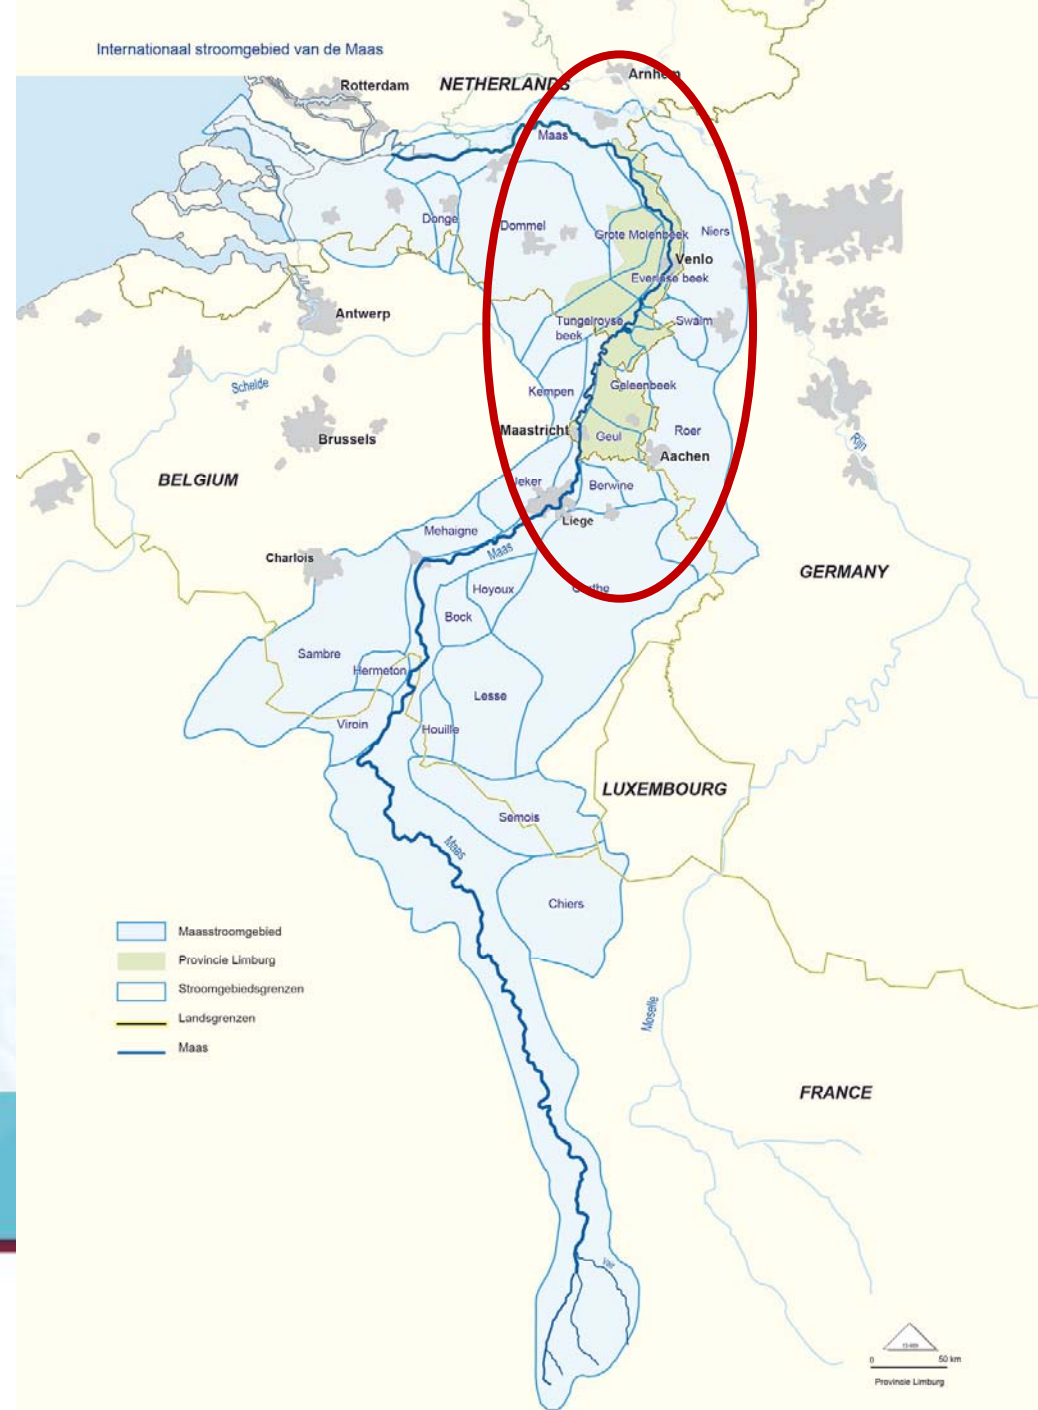 Internationaal stroomgebied van de Maas
Arnhem
Rotterdam
NETHERLANDS
Maas
Donge
Dommel
Grote Molenbeek
Niers
Venlo
Everlose beek
Antwerp
Tungelroyse
beek
Swalm
Schelde
Kempen
Geleenbeek
Brussels
Maastricht
Geul
Roer
Rijn
Aachen
BELGIUM
Jeker
Berwine
Liege
Mehaigne
Maas
Charlois
GERMANY
Hoyoux
Bock
Sambre
Hermeton
Lesse
Viroin
Houille
LUXEMBOURG
Semois
Maas
Chiers
Maasstroomgebied
Provincie Limburg
Stroomgebiedsgrenzen
Landsgrenzen
Maas
Moselle
FRANCE
0 50 km
Provincie Limburg